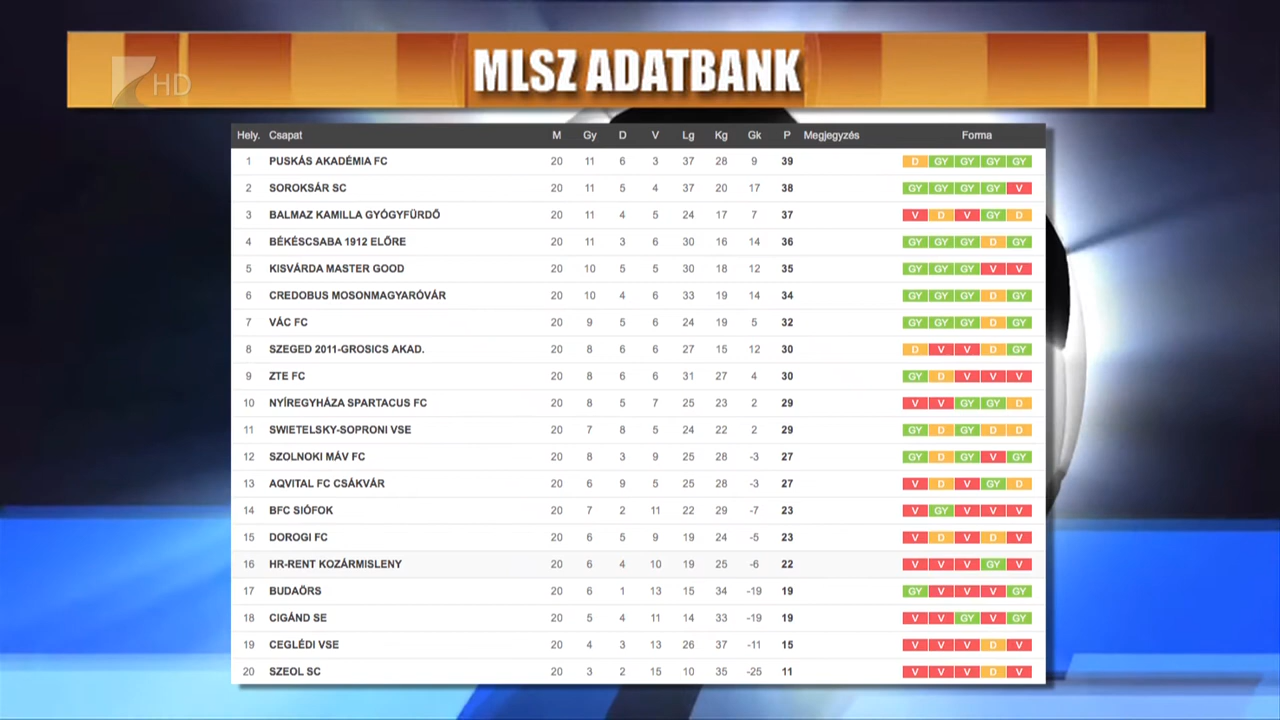 MLSZ ADATBANK
HD
Hely. Csapat M Gy D V Lg Kg Gk P Megjegyzés Forma
1 PUSKÁS AKADÉMIA FC 20 11 6 3 37 28 9 39 D GY GY GY GY
2 SOROKSÁR SC 20 11 5 4 37 20 17 38 GY GY GY GY V
3 BALMAZ KAMILLA GYÓGYFÜRDŐ 20 11 4 5 24 17 7 37 V D V GY D
4 BÉKÉSCSABA 1912 ELŐRE 20 11 3 6 30 16 14 36 GY GY GY D GY
5 KISVÁRDA MASTER GOOD 20 10 5 5 30 18 12 35 GY GY GY V V
6 CREDOBUS MOSONMAGYARÓVÁR 20 10 4 6 33 19 14 34 GY GY GY D GY
7 VÁC FC 20 9 5 6 24 19 5 32 GY GY GY D GY
8 SZEGED 2011-GROSICS AKAD. 20 8 6 6 27 15 12 30 D V V D GY
9 ZTE FC 20 8 6 6 31 27 4 30 GY D V V V
10 NYÍREGYHÁZA SPARTACUS FC 20 8 5 7 25 23 2 29 V V GY GY D
11 SWIETELSKY-SOPRONI VSE 20 7 8 5 24 22 2 29 GY D GY D D
12 SZOLNOKI MÁV FC 20 8 3 9 25 28 -3 27 GY D GY V GY
13 AQVITAL FC CSÁKVÁR 20 6 9 5 25 28 -3 27 V D V GY D
14 BFC SIÓFOK 20 7 2 11 22 29 -7 23 V GY V V V
15 DOROGI FC 20 6 5 9 19 24 -5 23 V D V D V
16 HR-RENT KOZÁRMISLENY 20 6 4 10 19 25 -6 22 V V V GY V
17 BUDAÖRS 20 6 1 13 15 34 -19 19 GY V V V GY
18 CIGÁND SE 20 5 4 11 14 33 -19 19 V V GY V GY
19 CEGLÉDI VSE 20 4 3 13 26 37 -11 15 V V V D V
20 SZEOL SC 20 3 2 15 10 35 -25 11 V V V D V